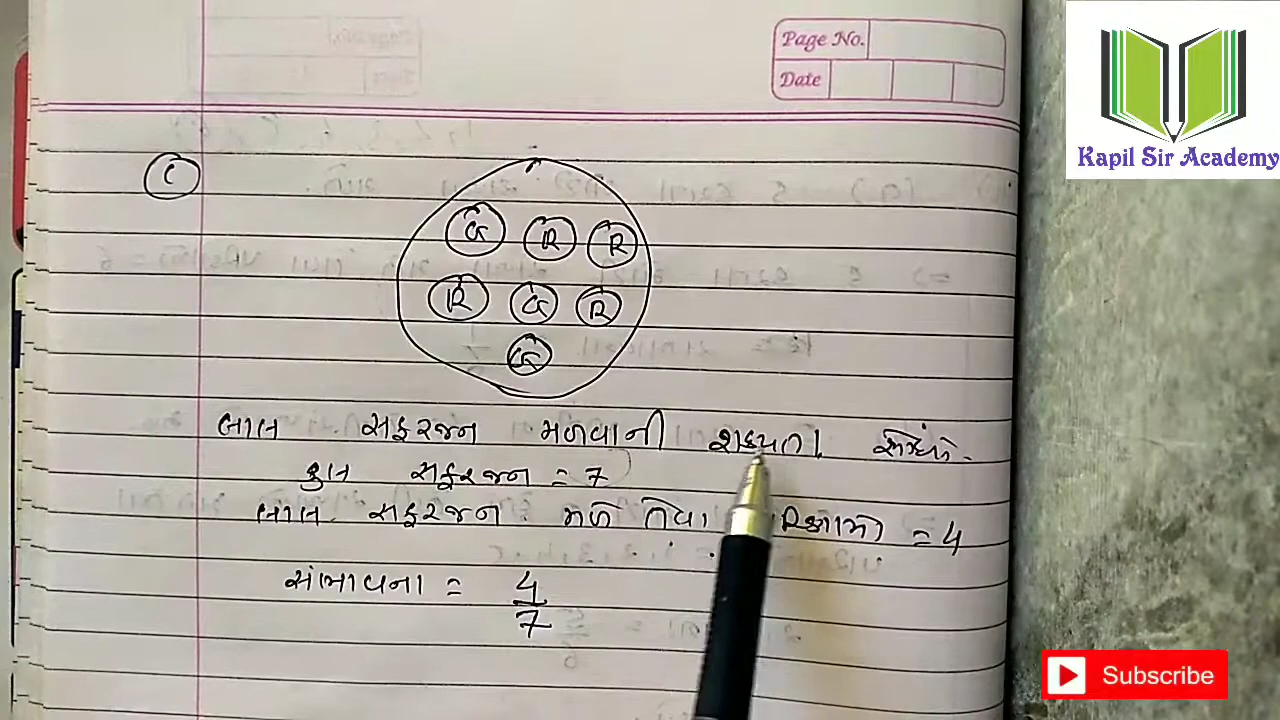 Page No.
Date
Kapil Sir Academy
C
G R R
R G R
G
લાલ સફરજન મળવાની શક્યતા શોધો.
કુલ સફરજન = 7
લાલ સફરજન મળે તેવા પરિણામો = 4
સંભાવના = 4
7
Subscribe